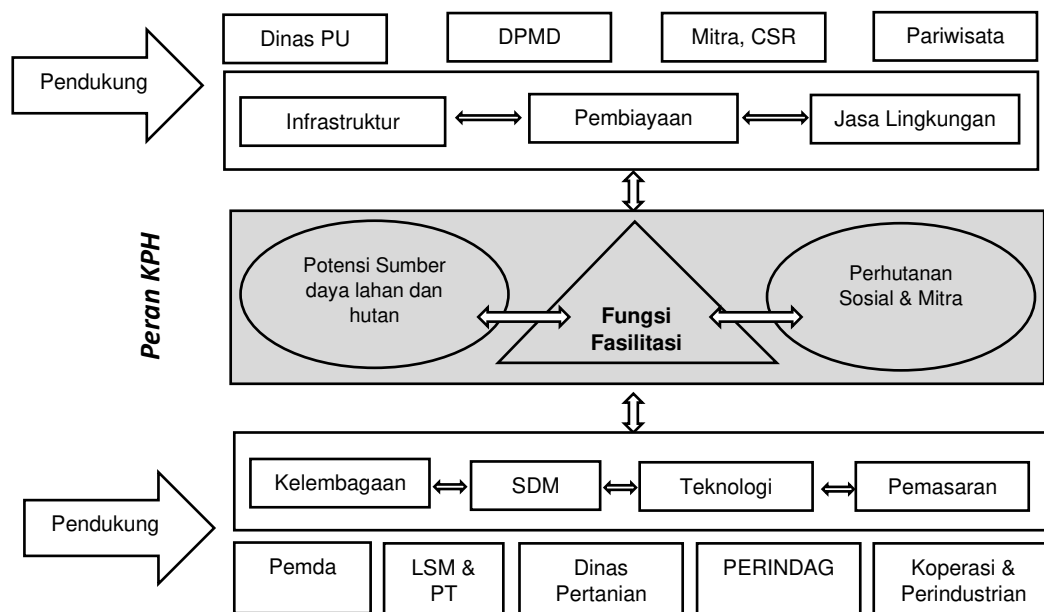 Dinas PU
DPMD
Mitra, CSR
Pariwisata
Pendukung
Infrastruktur
Pembiayaan
Jasa Lingkungan
Peran KPH
Potensi Sumber
daya lahan dan
hutan
Fungsi
Fasilitasi
Perhutanan
Sosial & Mitra
Pendukung
Kelembagaan
SDM
Teknologi
Pemasaran
Pemda
LSM &
PT
Dinas
Pertanian
PERINDAG
Koperasi &
Perindustrian